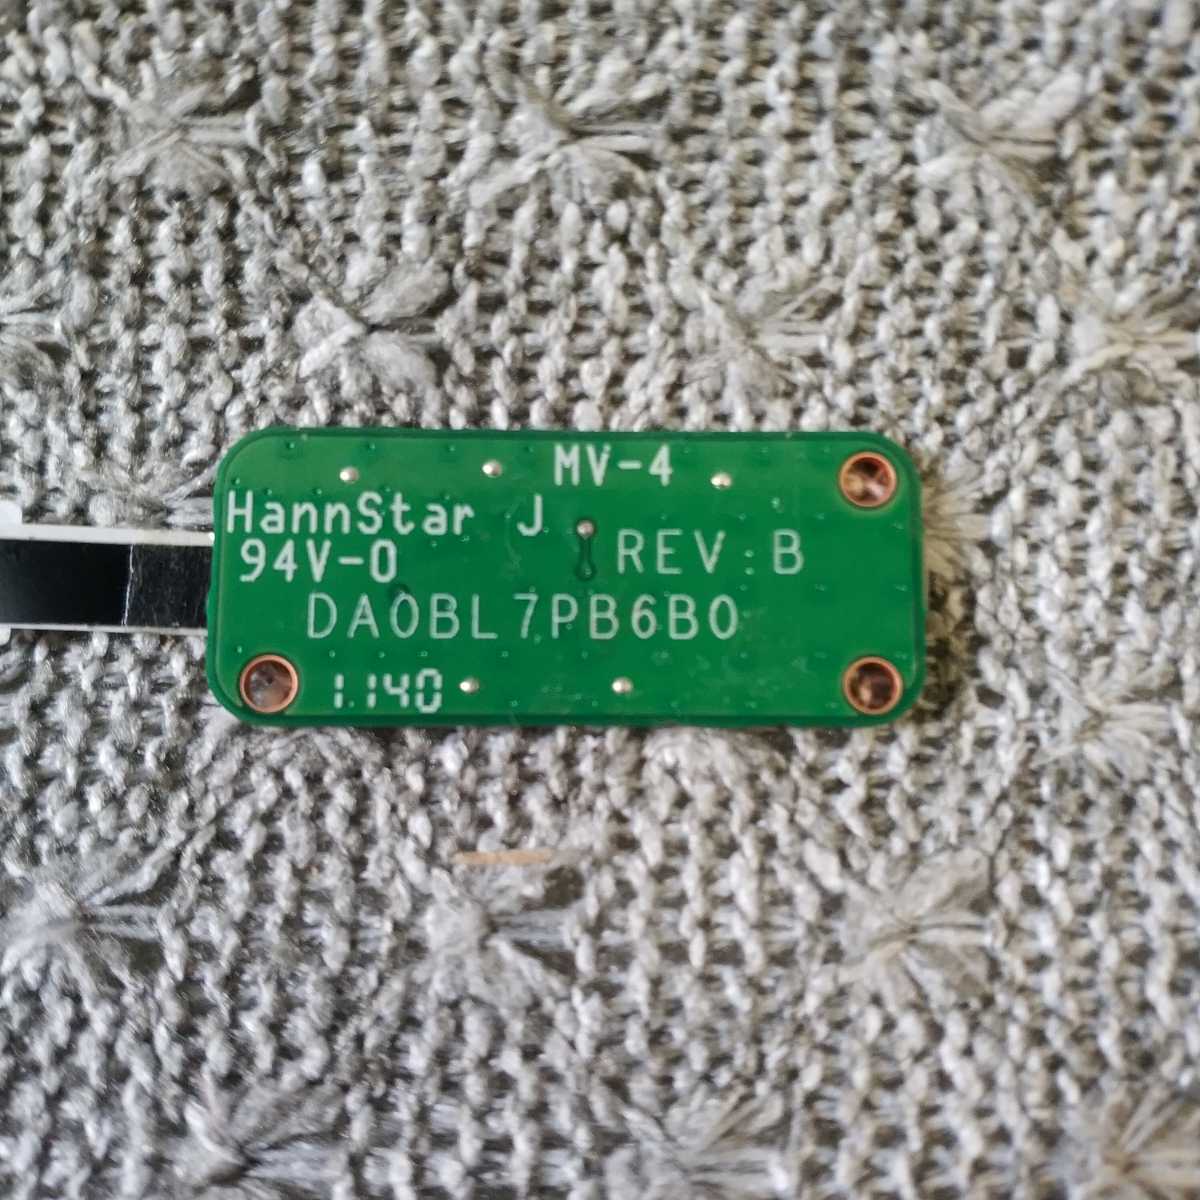 MV-4
HannStar J
94V-0
REV:B
DA0BL7PB6B0
1.140